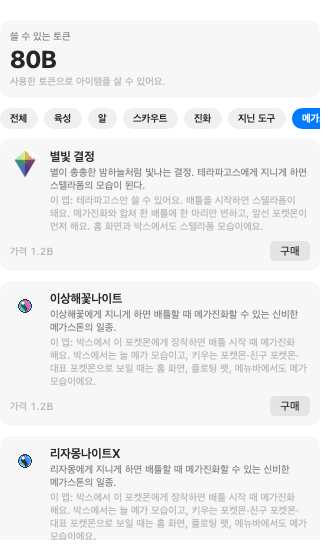 쓸 수 있는 토큰
80B
사용한 토큰으로 아이템을 살 수 있어요.
전체 육성 알 스카우트 진화 지닌 도구 메가
별빛 결정
별이 총총한 밤하늘처럼 빛나는 결정. 테라파고스에게 지니게 하면
스텔라폼의 모습이 된다.
이 앱: 테라파고스만 쓸 수 있어요. 배틀을 시작하면 스텔라폼이
돼요. 메가진화와 합쳐 한 배틀에 한 마리만 변하고, 앞선 포켓몬이
먼저 해요. 홈 화면과 박스에서도 스텔라폼 모습이에요.
가격 1.2B 구매
이상해꽃나이트
이상해꽃에게 지니게 하면 배틀할 때 메가진화할 수 있는 신비한
메가스톤의 일종.
이 앱: 박스에서 이 포켓몬에게 장착하면 배틀 시작 때 메가진화
해요. 박스에서는 늘 메가 모습이고, 키우는 포켓몬·친구 포켓몬·
대표 포켓몬으로 보일 때는 홈 화면, 플로팅 펫, 메뉴바에서도 메가
모습이에요.
가격 1.2B 구매
리자몽나이트X
리자몽에게 지니게 하면 배틀할 때 메가진화할 수 있는 신비한
메가스톤의 일종.
이 앱: 박스에서 이 포켓몬에게 장착하면 배틀 시작 때 메가진화
해요. 박스에서는 늘 메가 모습이고, 키우는 포켓몬·친구 포켓몬·
대표 포켓몬으로 보일 때는 홈 화면, 플로팅 펫, 메뉴바에서도 메가
모습이에요.